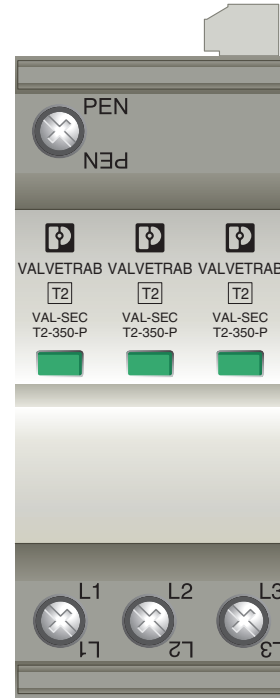 PEN
PEN
VALVETRAB VALVETRAB VALVETRAB
T2 T2 T2
VAL-SEC VAL-SEC VAL-SEC
T2-350-P T2-350-P T2-350-P
L1 L2 L3
L1 L2 L3